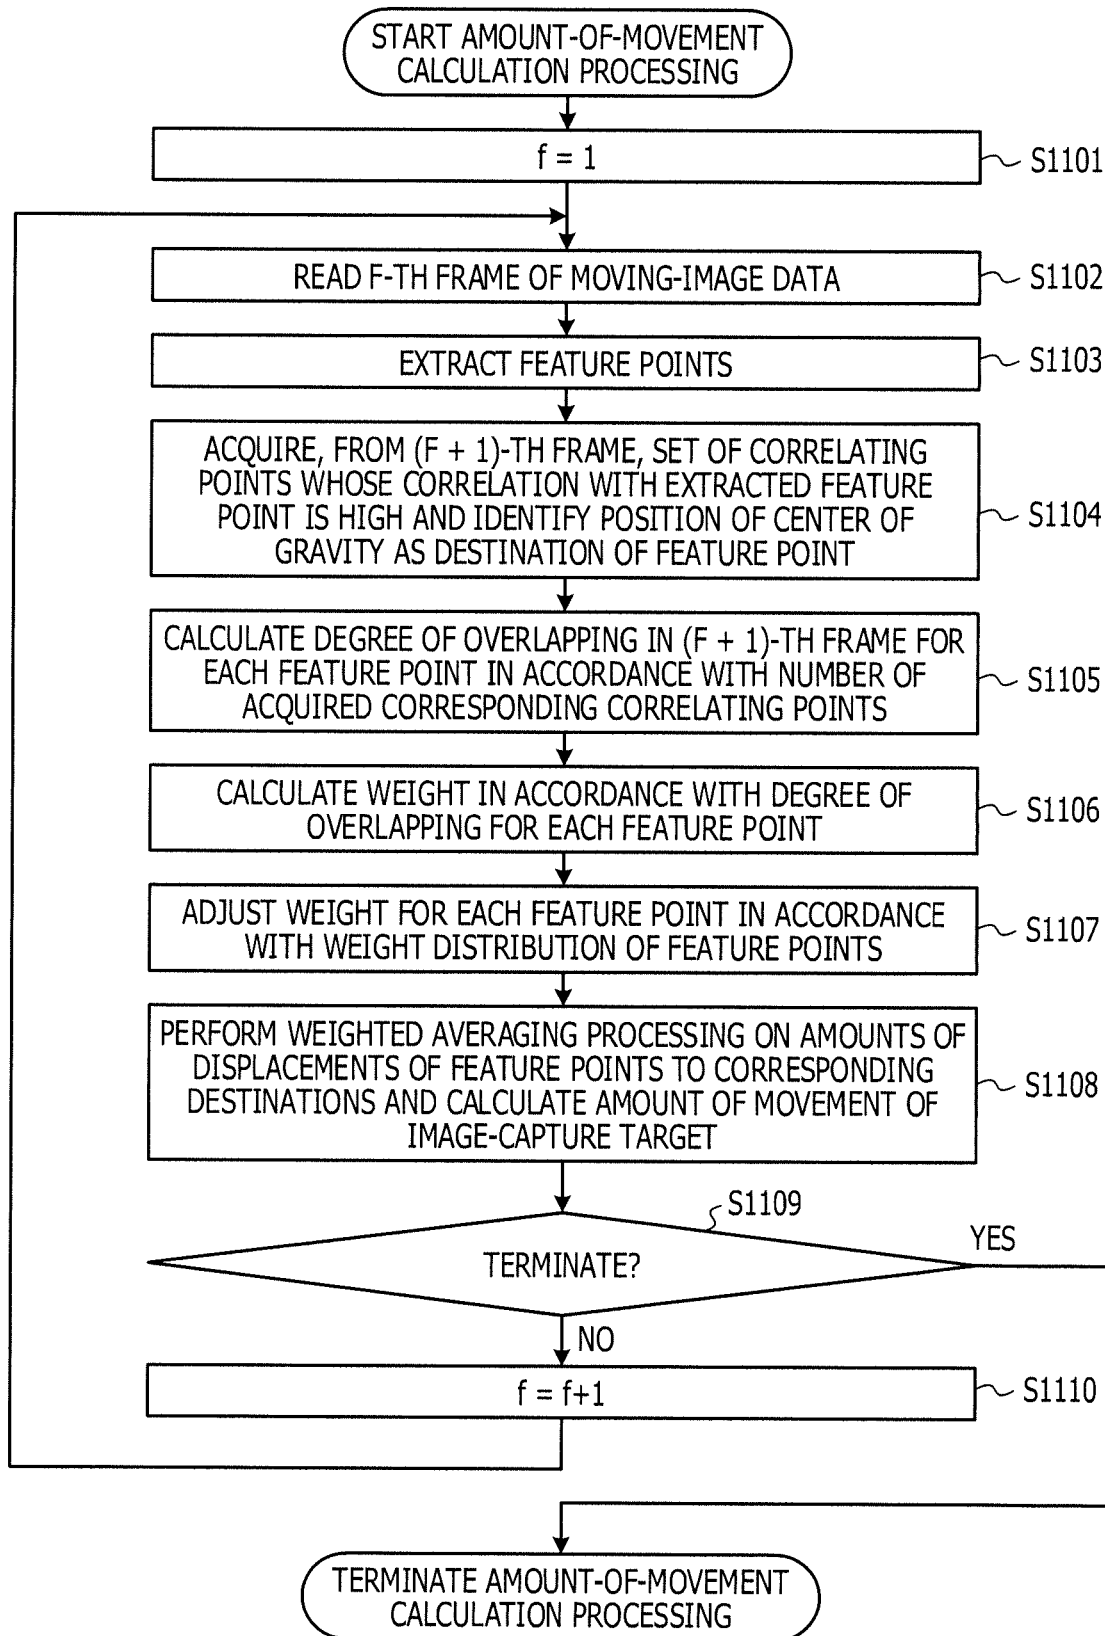 START AMOUNT-OF-MOVEMENT
CALCULATION PROCESSING
f = 1
S1101
READ F-TH FRAME OF MOVING-IMAGE DATA
S1102
EXTRACT FEATURE POINTS
S1103
ACQUIRE, FROM (F + 1)-TH FRAME, SET OF CORRELATING
POINTS WHOSE CORRELATION WITH EXTRACTED FEATURE
POINT IS HIGH AND IDENTIFY POSITION OF CENTER OF
GRAVITY AS DESTINATION OF FEATURE POINT
S1104
CALCULATE DEGREE OF OVERLAPPING IN (F + 1)-TH FRAME FOR
EACH FEATURE POINT IN ACCORDANCE WITH NUMBER OF
ACQUIRED CORRESPONDING CORRELATING POINTS
S1105
CALCULATE WEIGHT IN ACCORDANCE WITH DEGREE OF
OVERLAPPING FOR EACH FEATURE POINT
S1106
ADJUST WEIGHT FOR EACH FEATURE POINT IN ACCORDANCE
WITH WEIGHT DISTRIBUTION OF FEATURE POINTS
S1107
PERFORM WEIGHTED AVERAGING PROCESSING ON AMOUNTS OF
DISPLACEMENTS OF FEATURE POINTS TO CORRESPONDING
DESTINATIONS AND CALCULATE AMOUNT OF MOVEMENT OF
IMAGE-CAPTURE TARGET
S1108
S1109
TERMINATE?
YES
NO
f = f+1
S1110
TERMINATE AMOUNT-OF-MOVEMENT
CALCULATION PROCESSING